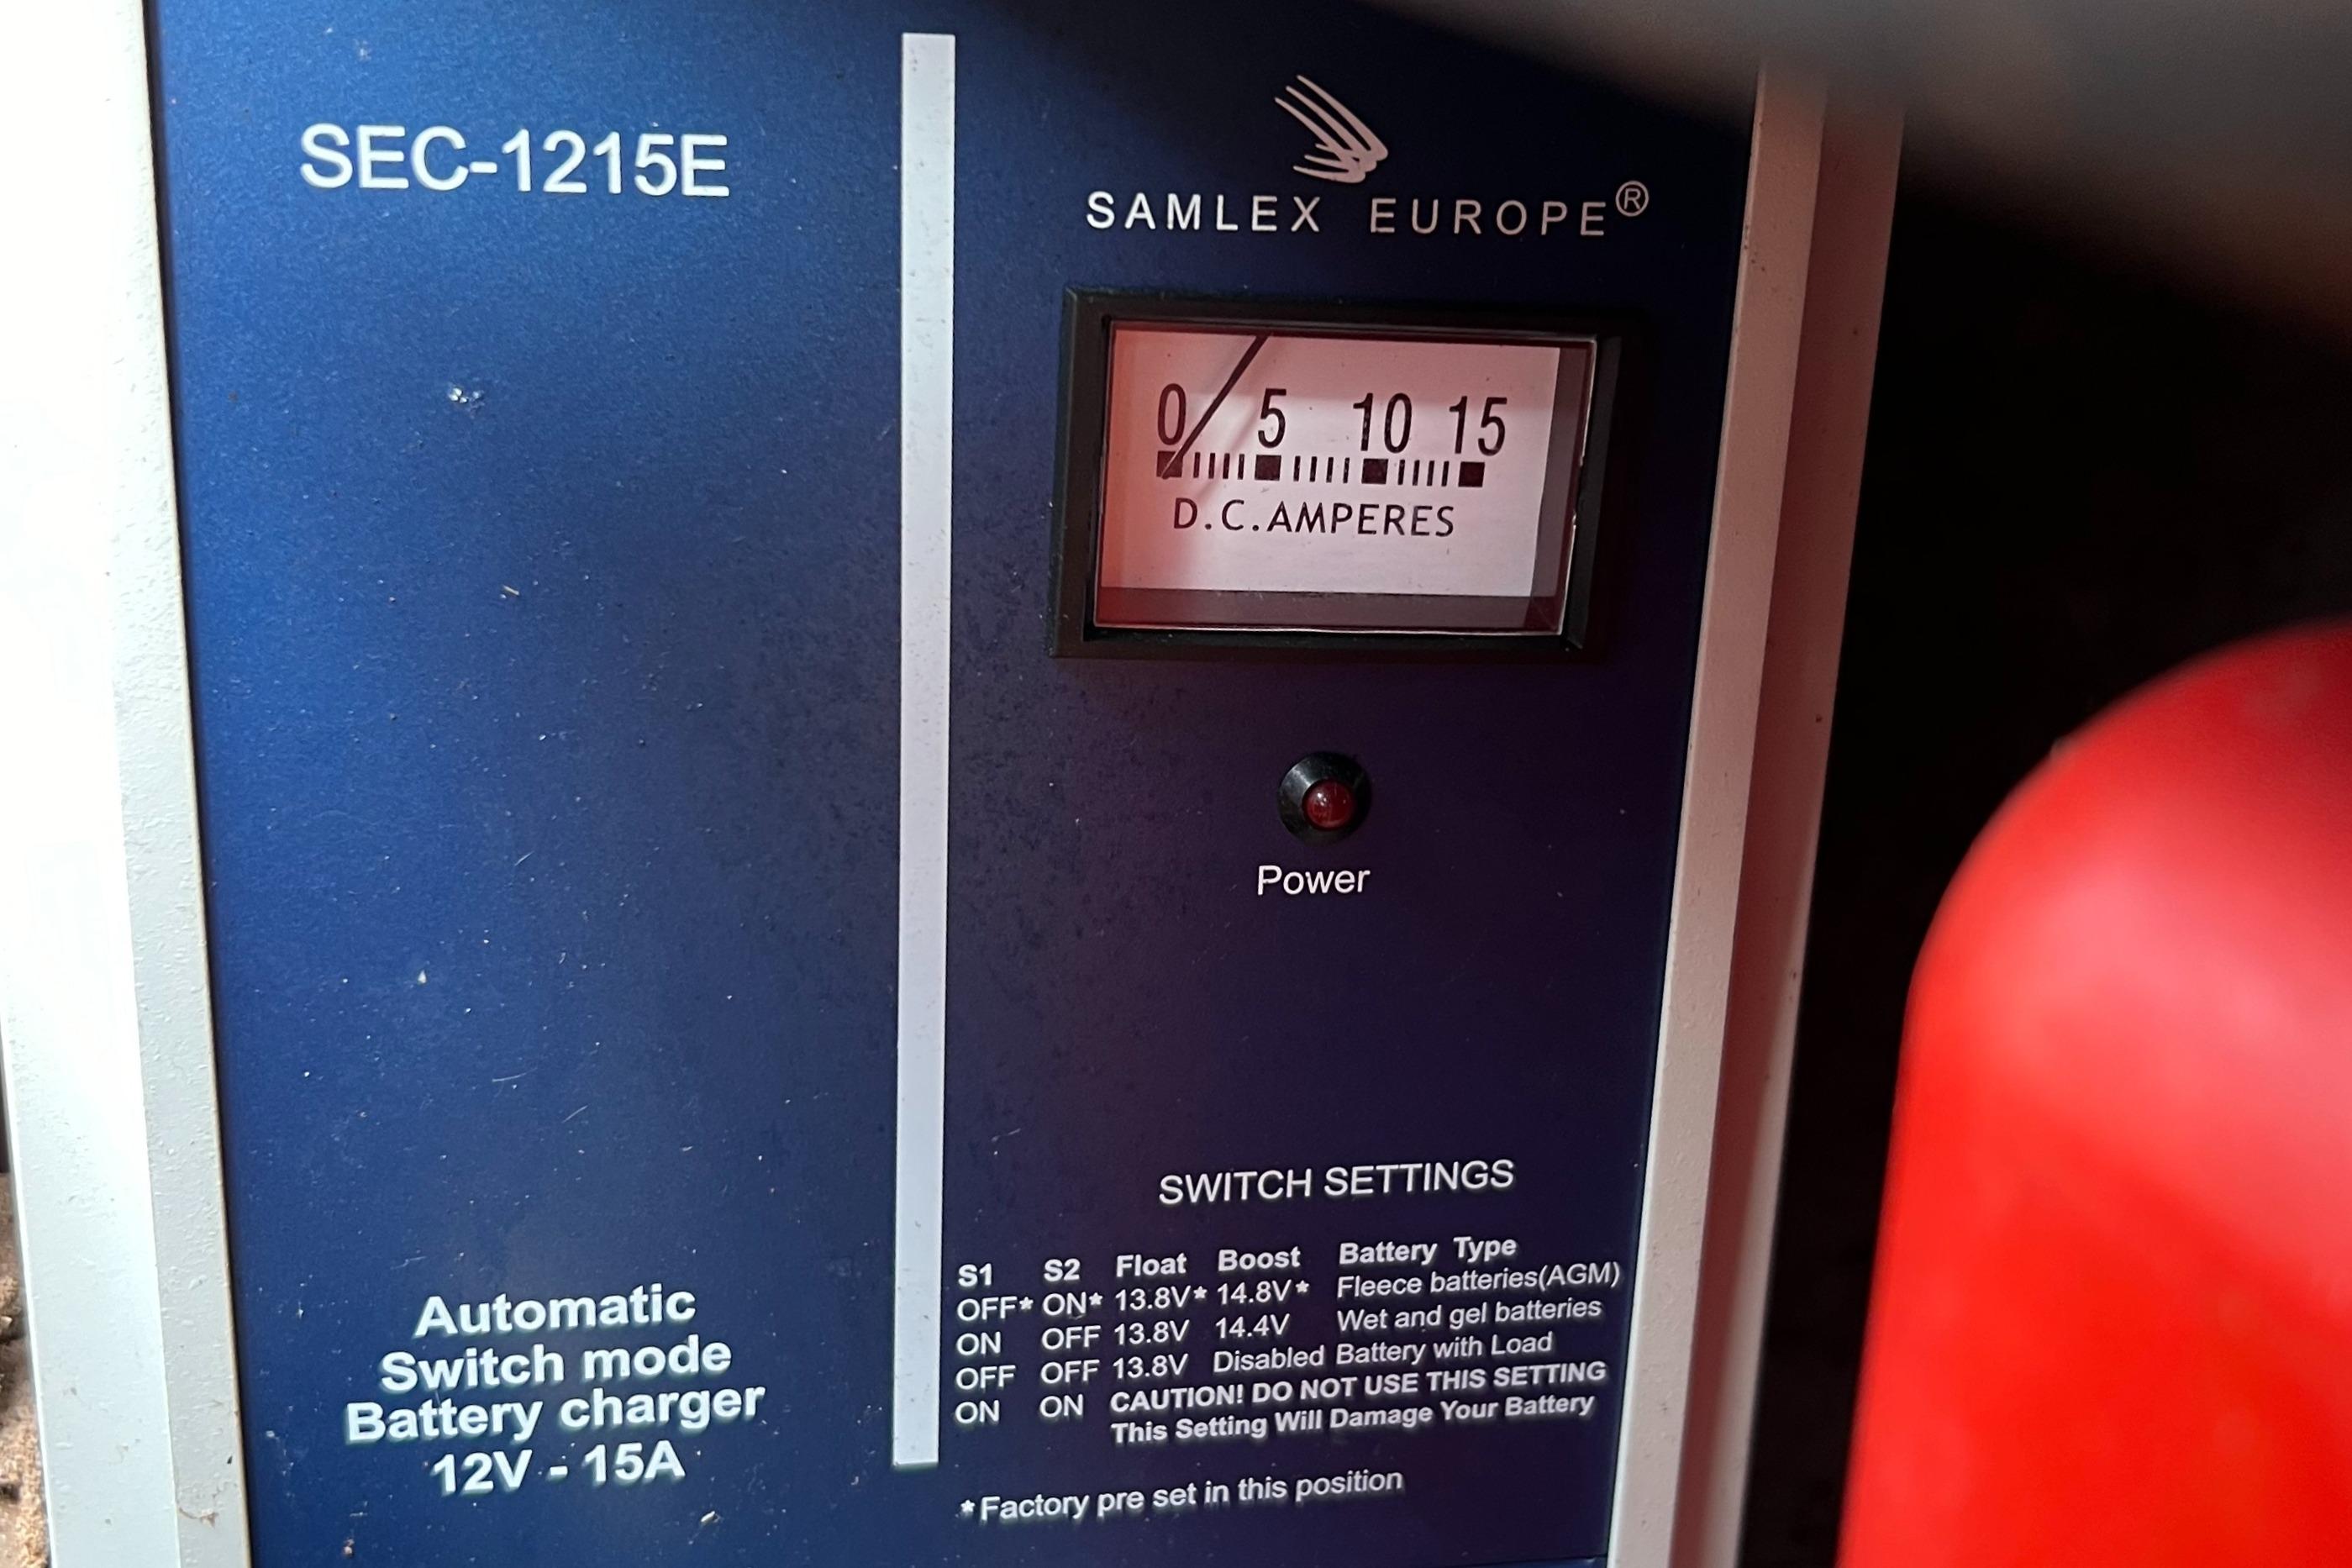 SEC-1215E
SAMLEX EUROPE®
0 5 10 15
D.C.AMPERES
Power
Automatic
Switch mode
Battery charger
12V - 15A
SWITCH SETTINGS
S1 S2 Float Boost Battery Type
OFF* ON* 13.8V* 14.8V* Fleece batteries(AGM)
ON OFF 13.8V 14.4V Wet and gel batteries
OFF OFF 13.8V Disabled Battery with Load
ON ON CAUTION! DO NOT USE THIS SETTING
This Setting Will Damage Your Battery
*Factory pre set in this position